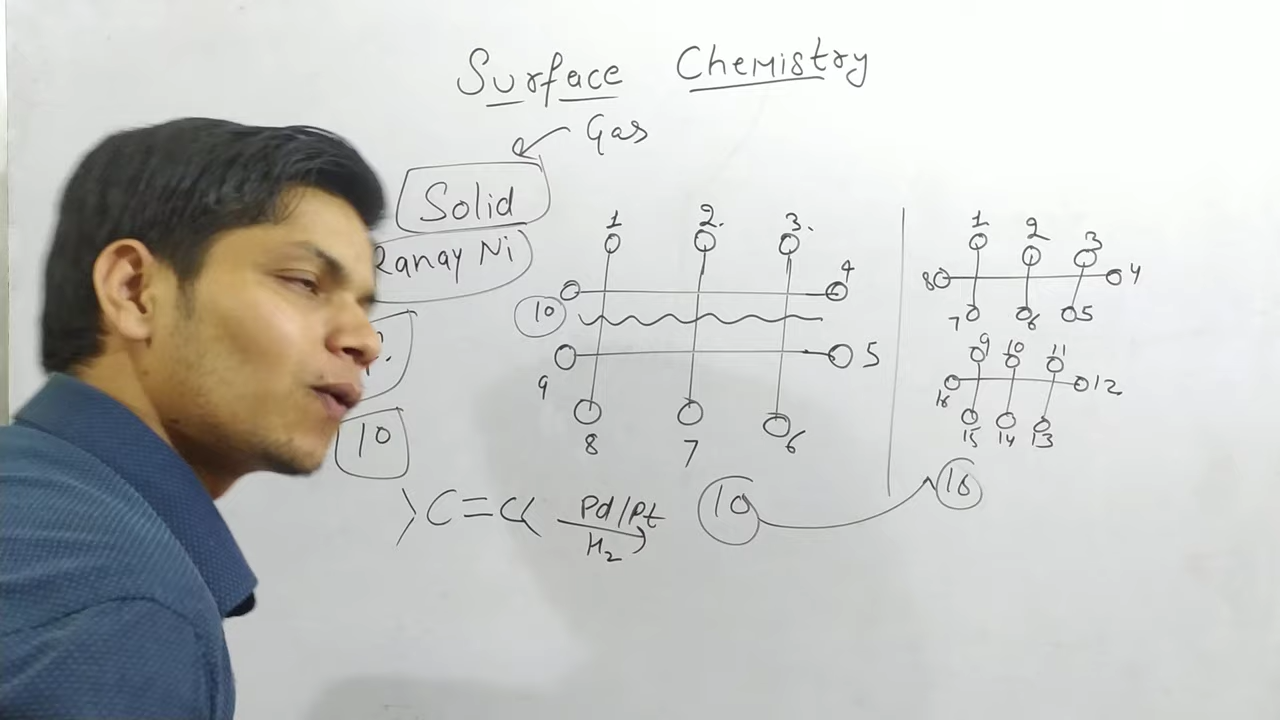 Surface Chemistry
Gas
Solid
Ranay Ni
1 2. 3.
4
10
5
9
8 7 6
10
>C=C< Pd/Pt
H2
10
1 2 3
8 4
7 6 5
9 10 11
16 12
15 14 13
16